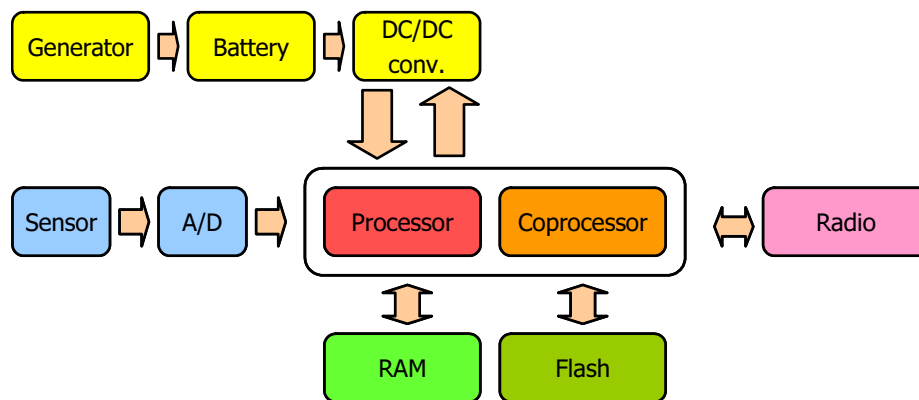 Generator
Battery
DC/DC
conv.
Sensor
A/D
Processor
Coprocessor
Radio
RAM
Flash